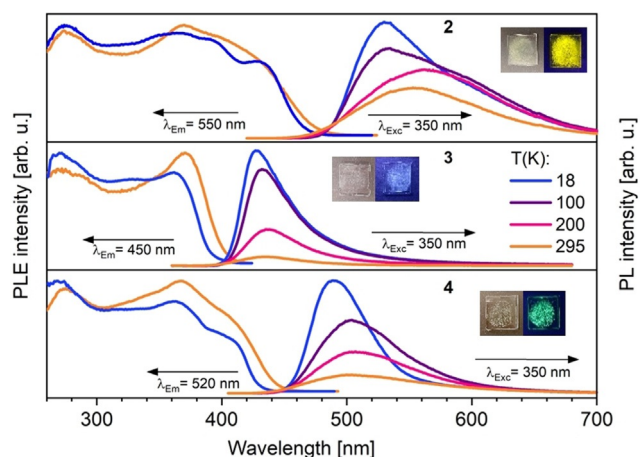 PLE intensity [arb. u.]
PL intensity [arb. u.]
2
λEm= 550 nm
λExc= 350 nm
3
T(K):
18
100
200
295
λEm= 450 nm
λExc= 350 nm
4
λEm= 520 nm
λExc= 350 nm
300 400 500 600 700
Wavelength [nm]